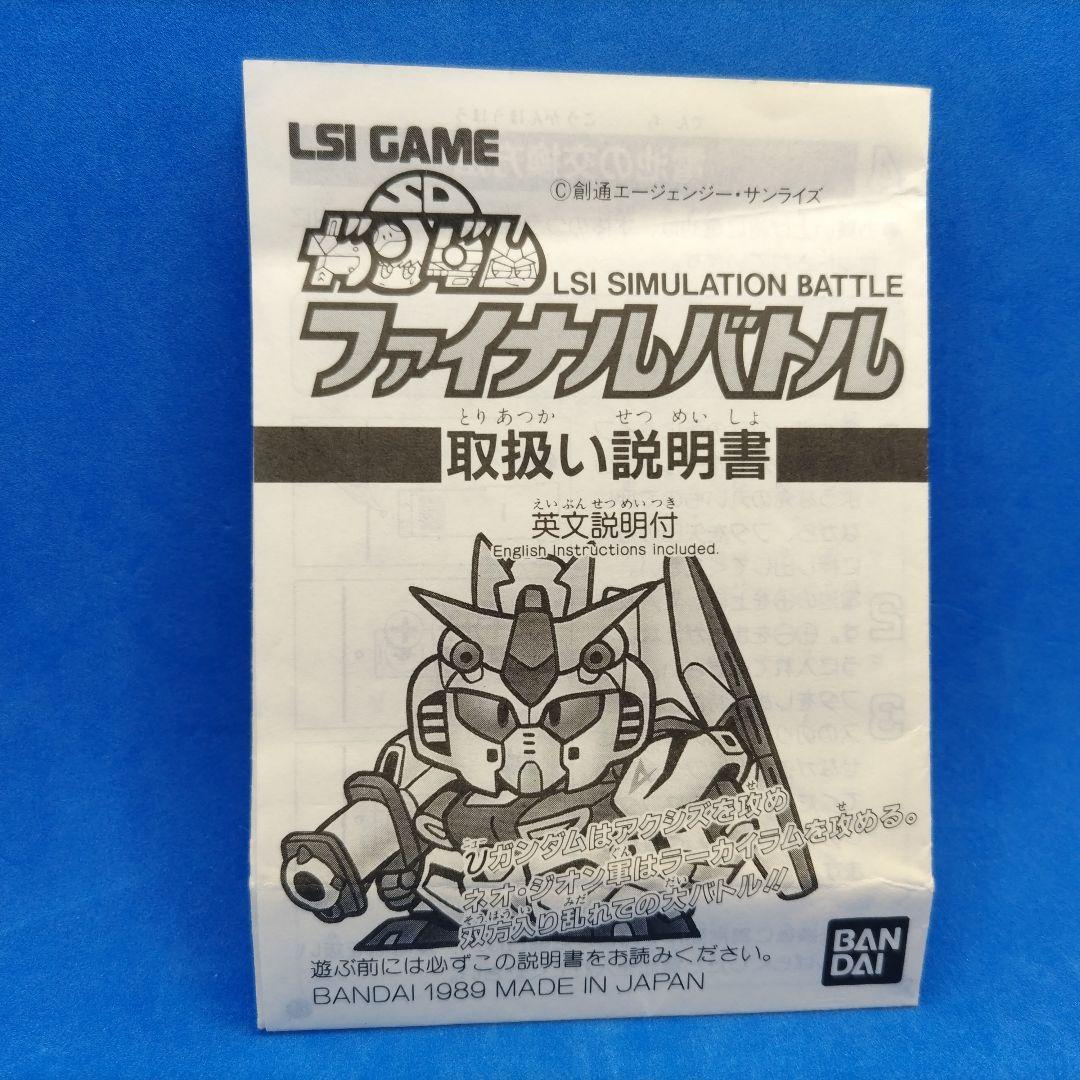 LSI GAME
©創通エージェンジー・サンライズ
SD
ガンダム
LSI SIMULATION BATTLE
ファイナルバトル
とりあつか せつ めい しょ
取扱い説明書
えいぶんせつめいつき
英文説明付
English Instructions included.
せ せ
νガンダムはアクシズを攻め
ネオ・ジオン軍はラーカイラムを攻める。
双方入り乱れての大バトル!!
遊ぶ前には必ずこの説明書をお読みください。
BANDAI 1989 MADE IN JAPAN
BAN
DAI